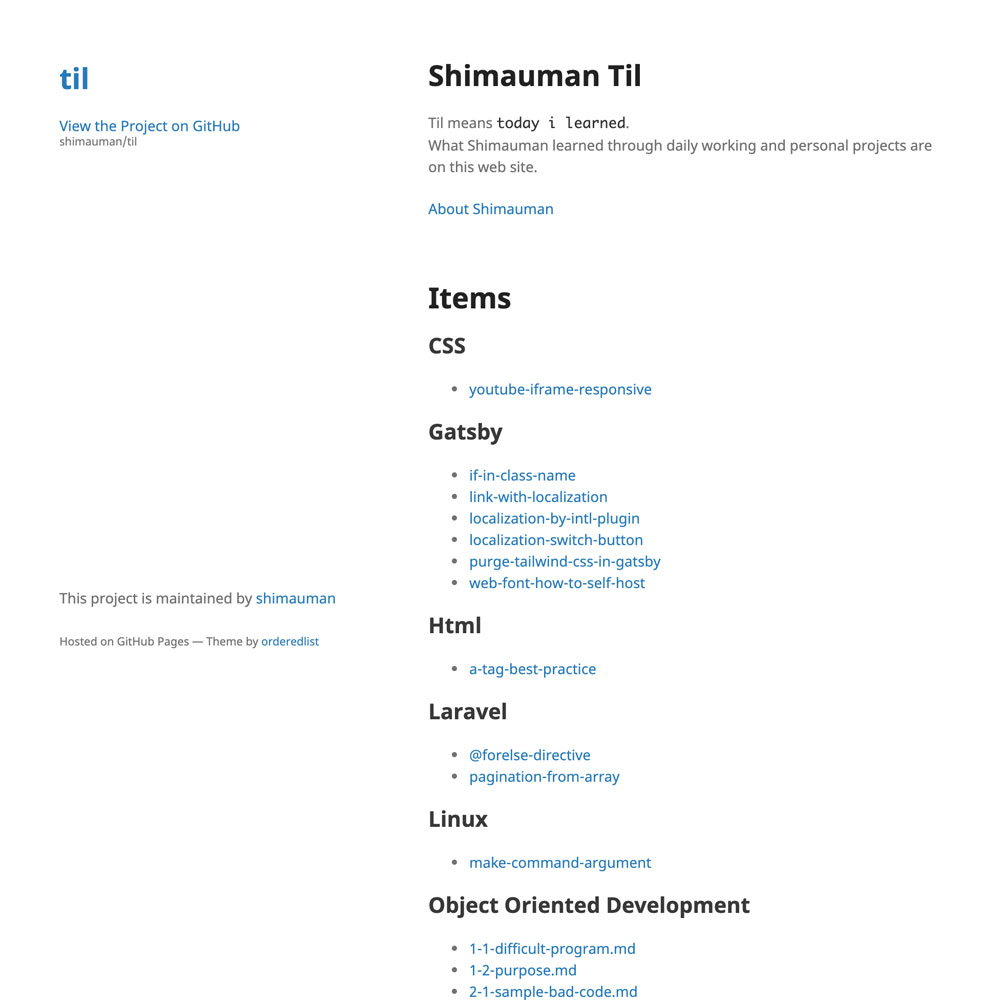 til
View the Project on GitHub
shimauman/til
This project is maintained by shimauman
Hosted on GitHub Pages — Theme by orderedlist
Shimauman Til
Til means today i learned.
What Shimauman learned through daily working and personal projects are
on this web site.
About Shimauman
Items
CSS
youtube-iframe-responsive
Gatsby
if-in-class-name
link-with-localization
localization-by-intl-plugin
localization-switch-button
purge-tailwind-css-in-gatsby
web-font-how-to-self-host
Html
a-tag-best-practice
Laravel
@forelse-directive
pagination-from-array
Linux
make-command-argument
Object Oriented Development
1-1-difficult-program.md
1-2-purpose.md
2-1-sample-bad-code.md